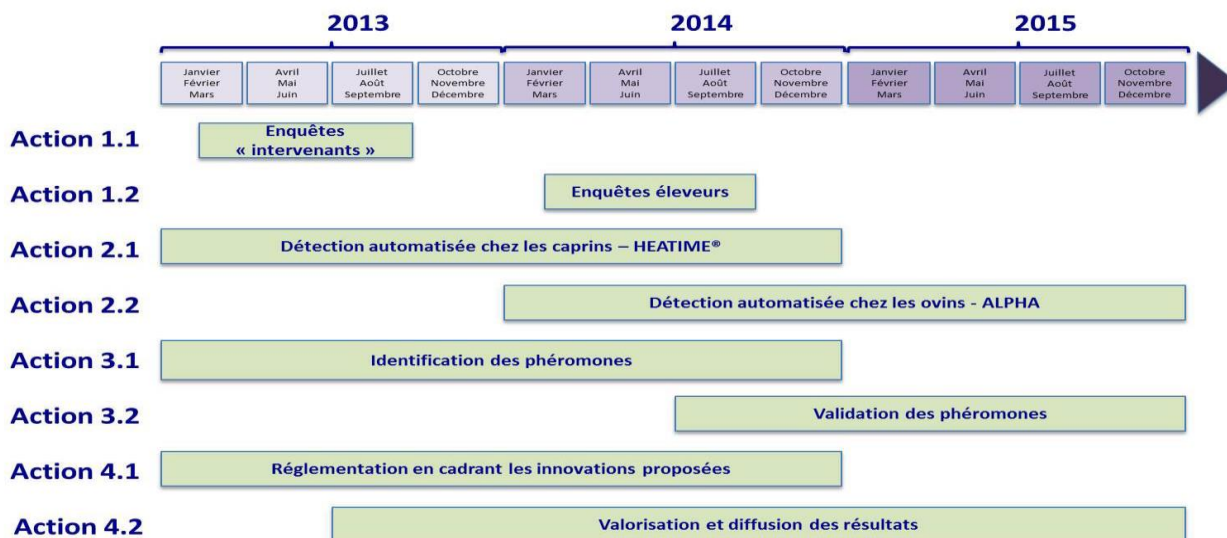 2013 2014 2015
Janvier Avril Juillet Octobre Janvier Avril Juillet Octobre Janvier Avril Juillet Octobre
Février Mai Août Novembre Février Mai Août Novembre Février Mai Août Novembre
Mars Juin Septembre Décembre Mars Juin Septembre Décembre Mars Juin Septembre Décembre
Action 1.1
Enquêtes
« intervenants »
Action 1.2
Enquêtes éleveurs
Action 2.1
Détection automatisée chez les caprins – HEATIME®
Action 2.2
Détection automatisée chez les ovins - ALPHA
Action 3.1
Identification des phéromones
Action 3.2
Validation des phéromones
Action 4.1
Réglementation en cadrant les innovations proposées
Action 4.2
Valorisation et diffusion des résultats